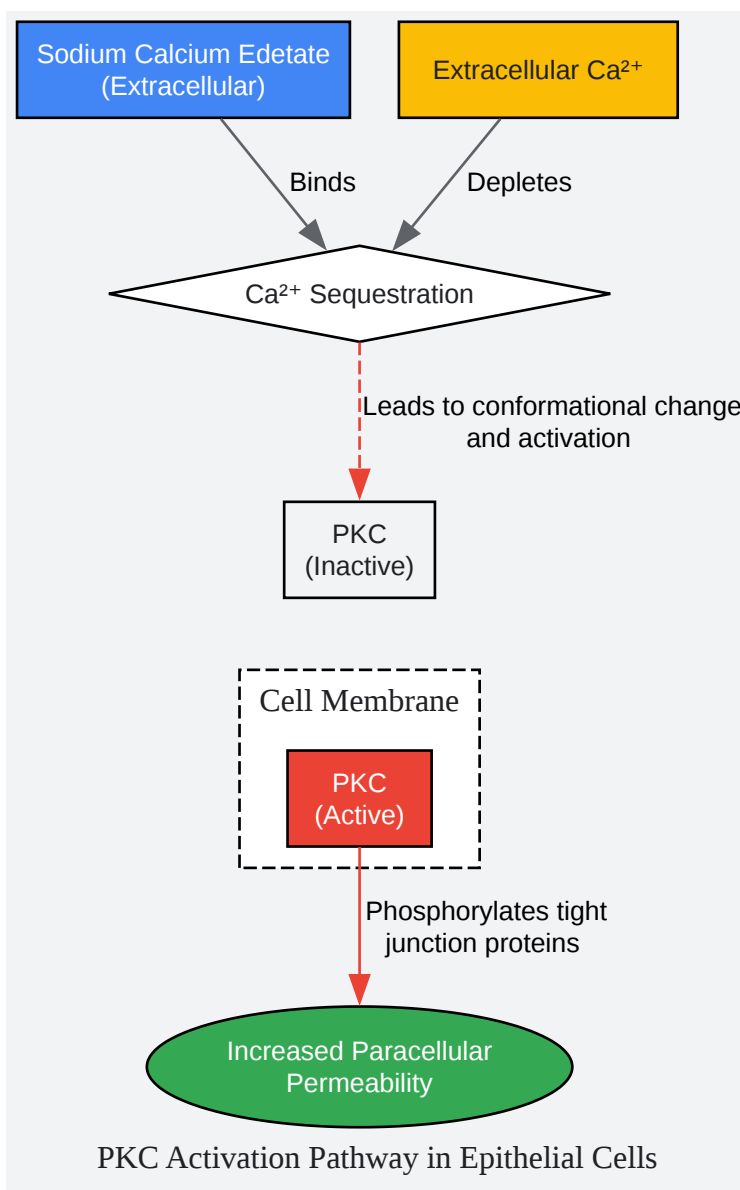 Sodium Calcium Edetate
(Extracellular)
Extracellular Ca²⁺
Binds
Depletes
Ca²⁺ Sequestration
Leads to conformational change
and activation
PKC
(Inactive)
Cell Membrane
PKC
(Active)
Phosphorylates tight
junction proteins
Increased Paracellular
Permeability
PKC Activation Pathway in Epithelial Cells